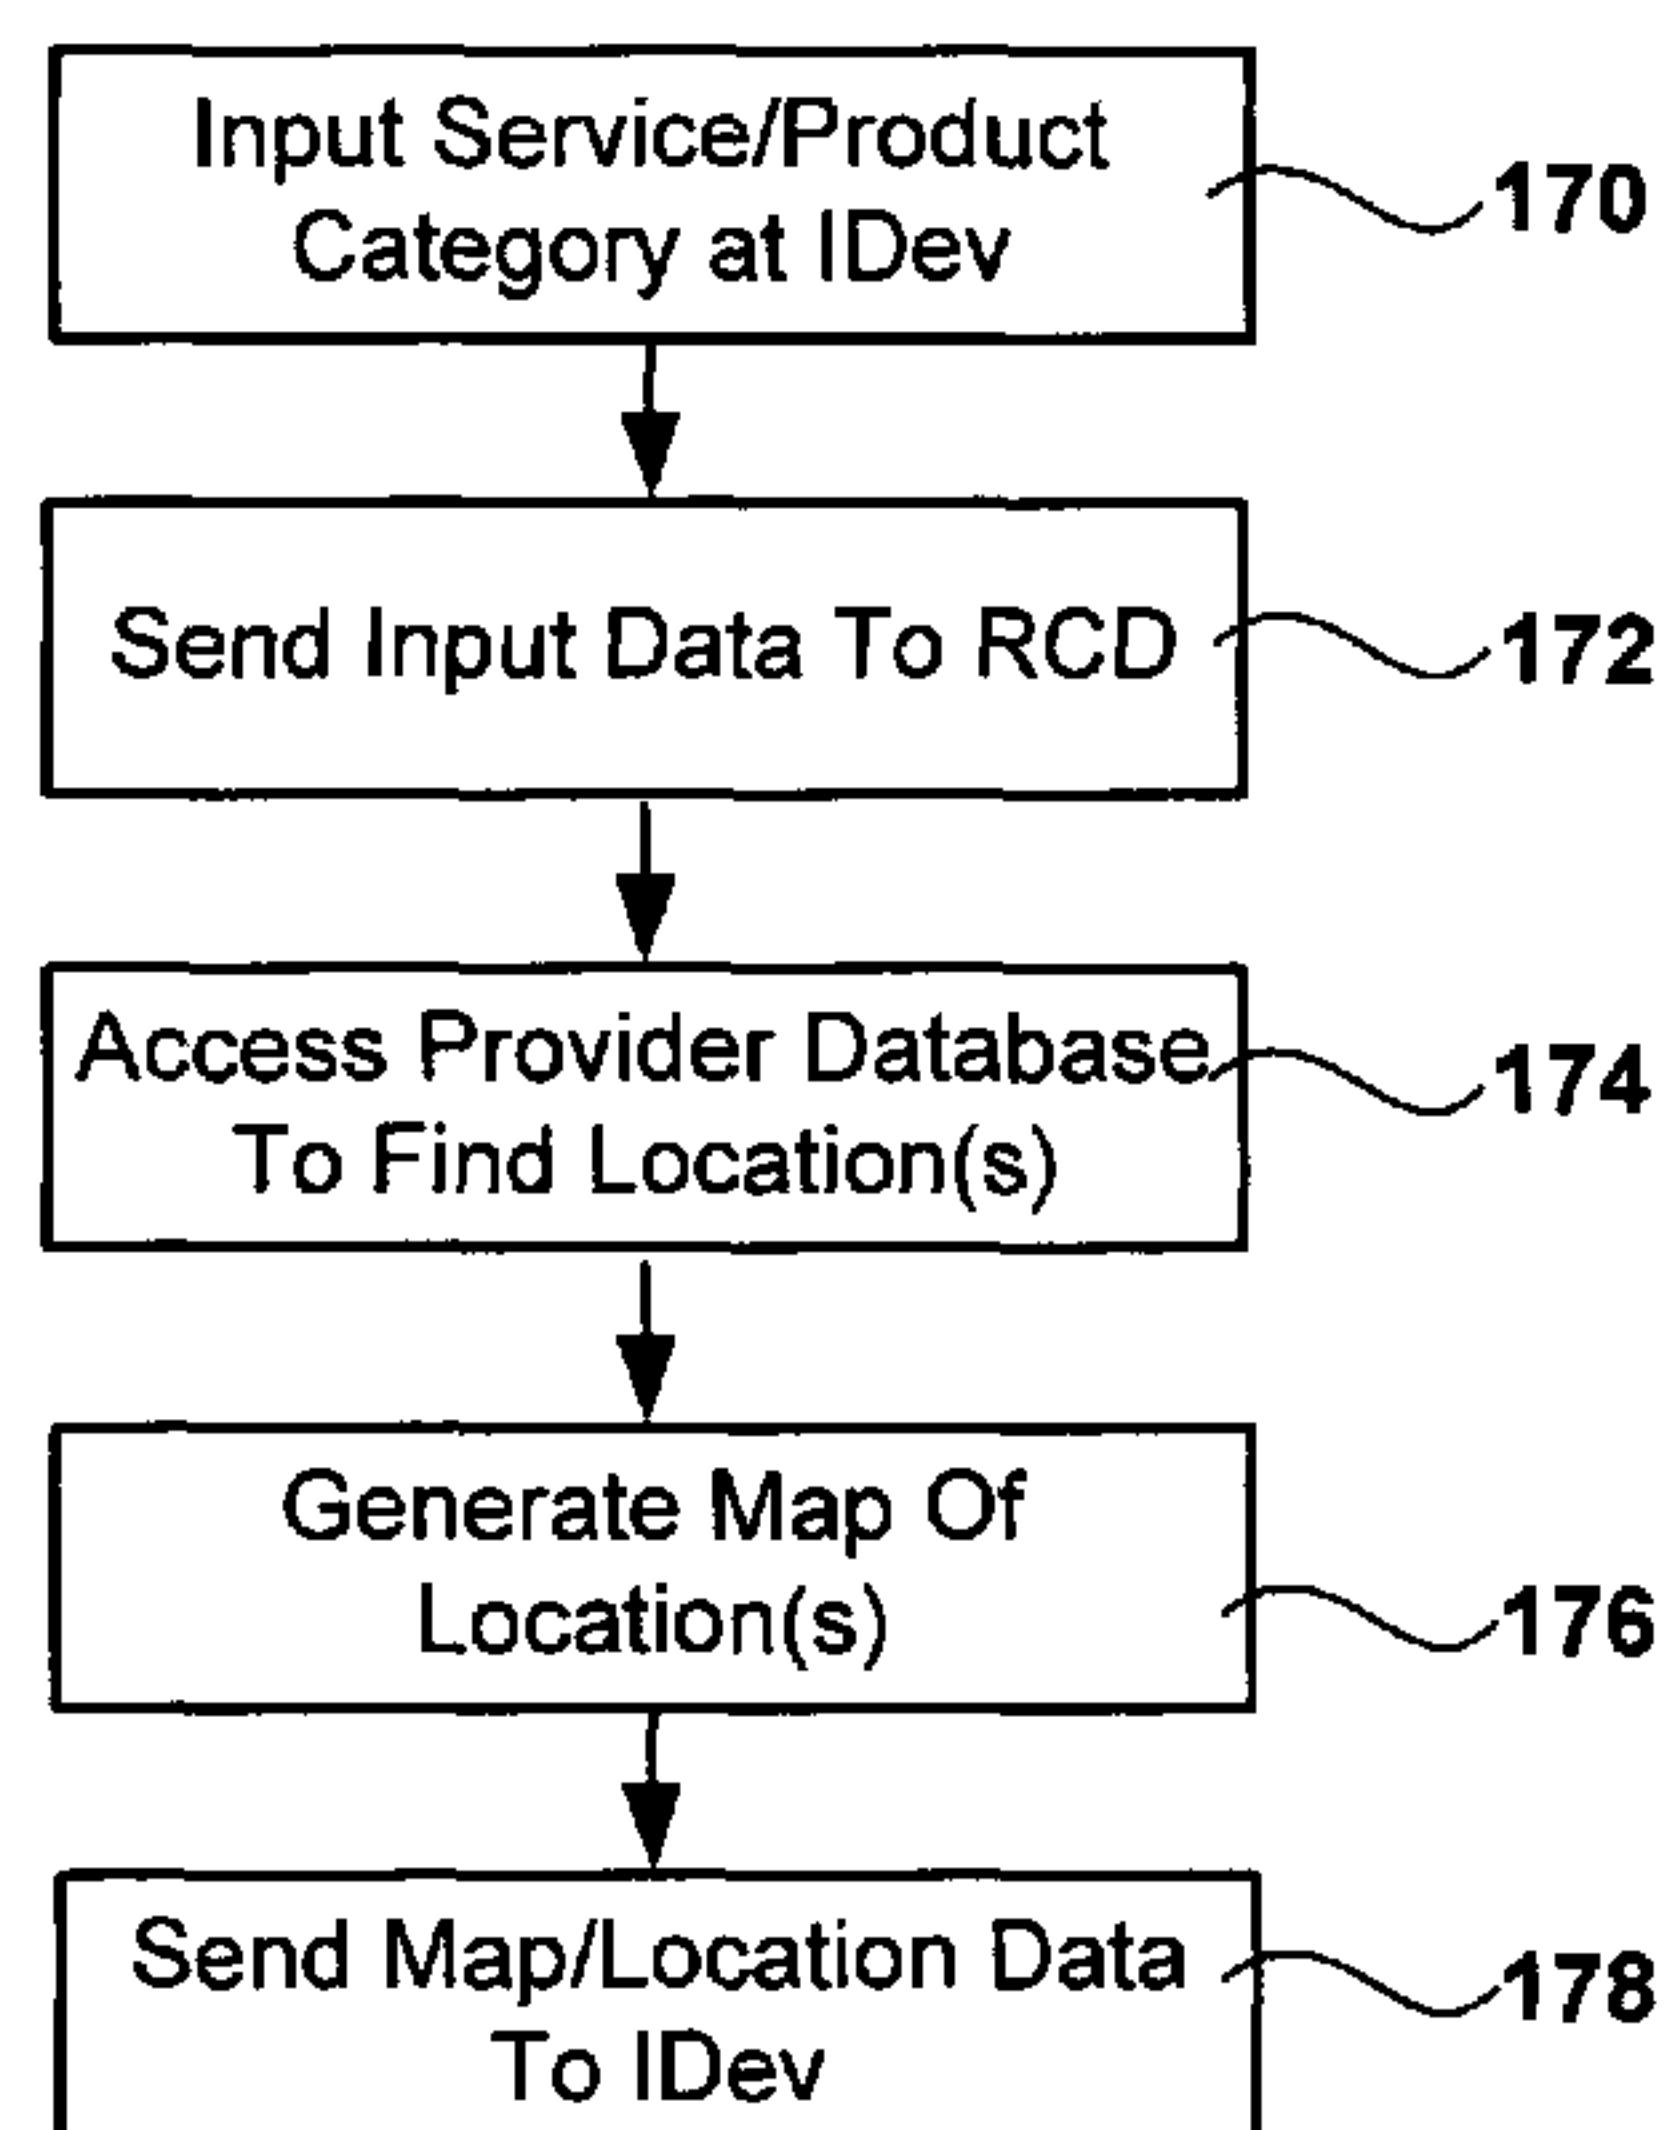 Input Service/Product
Category at IDev
170
Send Input Data To RCD
172
Access Provider Database
To Find Location(s)
174
Generate Map Of
Location(s)
176
Send Map/Location Data
To IDev
178